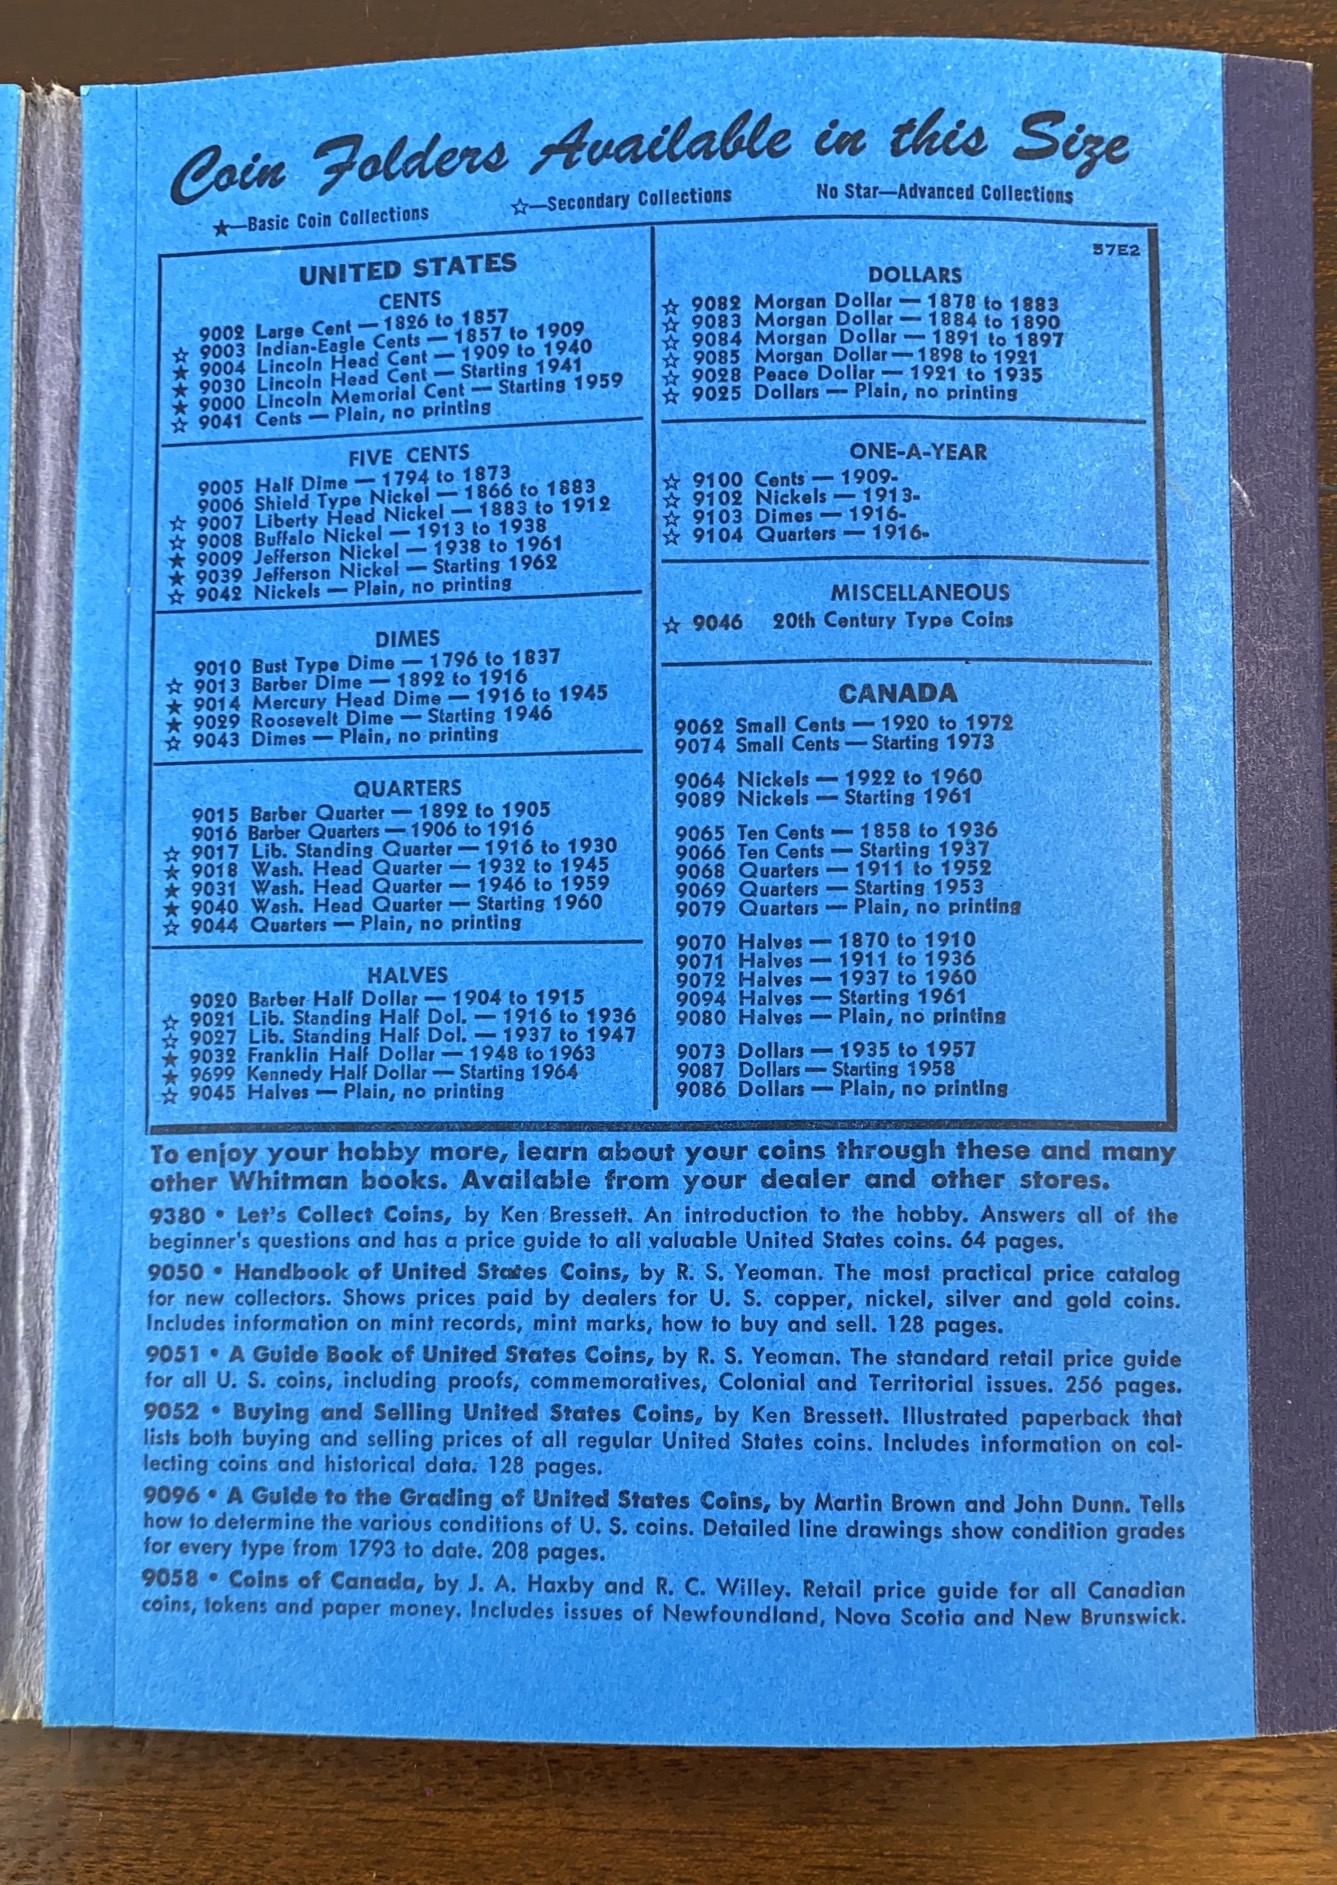 Coin Folders Available in this Size
★—Basic Coin Collections ☆—Secondary Collections No Star—Advanced Collections
UNITED STATES
CENTS
9002 Large Cent — 1826 to 1857
☆ 9003 Indian-Eagle Cents — 1857 to 1909
★ 9004 Lincoln Head Cent — 1909 to 1940
★ 9030 Lincoln Head Cent — Starting 1941
★ 9000 Lincoln Memorial Cent — Starting 1959
☆ 9041 Cents — Plain, no printing
FIVE CENTS
9005 Half Dime — 1794 to 1873
9006 Shield Type Nickel — 1866 to 1883
☆ 9007 Liberty Head Nickel — 1883 to 1912
☆ 9008 Buffalo Nickel — 1913 to 1938
★ 9009 Jefferson Nickel — 1938 to 1961
★ 9039 Jefferson Nickel — Starting 1962
☆ 9042 Nickels — Plain, no printing
DIMES
9010 Bust Type Dime — 1796 to 1837
☆ 9013 Barber Dime — 1892 to 1916
★ 9014 Mercury Head Dime — 1916 to 1945
★ 9029 Roosevelt Dime — Starting 1946
☆ 9043 Dimes — Plain, no printing
QUARTERS
9015 Barber Quarter — 1892 to 1905
9016 Barber Quarters — 1906 to 1916
☆ 9017 Lib. Standing Quarter — 1916 to 1930
★ 9018 Wash. Head Quarter — 1932 to 1945
★ 9031 Wash. Head Quarter — 1946 to 1959
★ 9040 Wash. Head Quarter — Starting 1960
☆ 9044 Quarters — Plain, no printing
HALVES
9020 Barber Half Dollar — 1904 to 1915
☆ 9021 Lib. Standing Half Dol. — 1916 to 1936
☆ 9027 Lib. Standing Half Dol. — 1937 to 1947
★ 9032 Franklin Half Dollar — 1948 to 1963
★ 9699 Kennedy Half Dollar — Starting 1964
☆ 9045 Halves — Plain, no printing
57E2
DOLLARS
☆ 9082 Morgan Dollar — 1878 to 1883
☆ 9083 Morgan Dollar — 1884 to 1890
☆ 9084 Morgan Dollar — 1891 to 1897
☆ 9085 Morgan Dollar — 1898 to 1921
☆ 9028 Peace Dollar — 1921 to 1935
☆ 9025 Dollars — Plain, no printing
ONE-A-YEAR
☆ 9100 Cents — 1909-
☆ 9102 Nickels — 1913-
☆ 9103 Dimes — 1916-
☆ 9104 Quarters — 1916-
MISCELLANEOUS
☆ 9046 20th Century Type Coins
CANADA
9062 Small Cents — 1920 to 1972
9074 Small Cents — Starting 1973
9064 Nickels — 1922 to 1960
9089 Nickels — Starting 1961
9065 Ten Cents — 1858 to 1936
9066 Ten Cents — Starting 1937
9068 Quarters — 1911 to 1952
9069 Quarters — Starting 1953
9079 Quarters — Plain, no printing
9070 Halves — 1870 to 1910
9071 Halves — 1911 to 1936
9072 Halves — 1937 to 1960
9094 Halves — Starting 1961
9080 Halves — Plain, no printing
9073 Dollars — 1935 to 1957
9087 Dollars — Starting 1958
9086 Dollars — Plain, no printing
To enjoy your hobby more, learn about your coins through these and many
other Whitman books. Available from your dealer and other stores.
9380 • Let's Collect Coins, by Ken Bressett. An introduction to the hobby. Answers all of the
beginner's questions and has a price guide to all valuable United States coins. 64 pages.
9050 • Handbook of United States Coins, by R. S. Yeoman. The most practical price catalog
for new collectors. Shows prices paid by dealers for U. S. copper, nickel, silver and gold coins.
Includes information on mint records, mint marks, how to buy and sell. 128 pages.
9051 • A Guide Book of United States Coins, by R. S. Yeoman. The standard retail price guide
for all U. S. coins, including proofs, commemoratives, Colonial and Territorial issues. 256 pages.
9052 • Buying and Selling United States Coins, by Ken Bressett. Illustrated paperback that
lists both buying and selling prices of all regular United States coins. Includes information on col-
lecting coins and historical data. 128 pages.
9096 • A Guide to the Grading of United States Coins, by Martin Brown and John Dunn. Tells
how to determine the various conditions of U. S. coins. Detailed line drawings show condition grades
for every type from 1793 to date. 208 pages.
9058 • Coins of Canada, by J. A. Haxby and R. C. Willey. Retail price guide for all Canadian
coins, tokens and paper money. Includes issues of Newfoundland, Nova Scotia and New Brunswick.